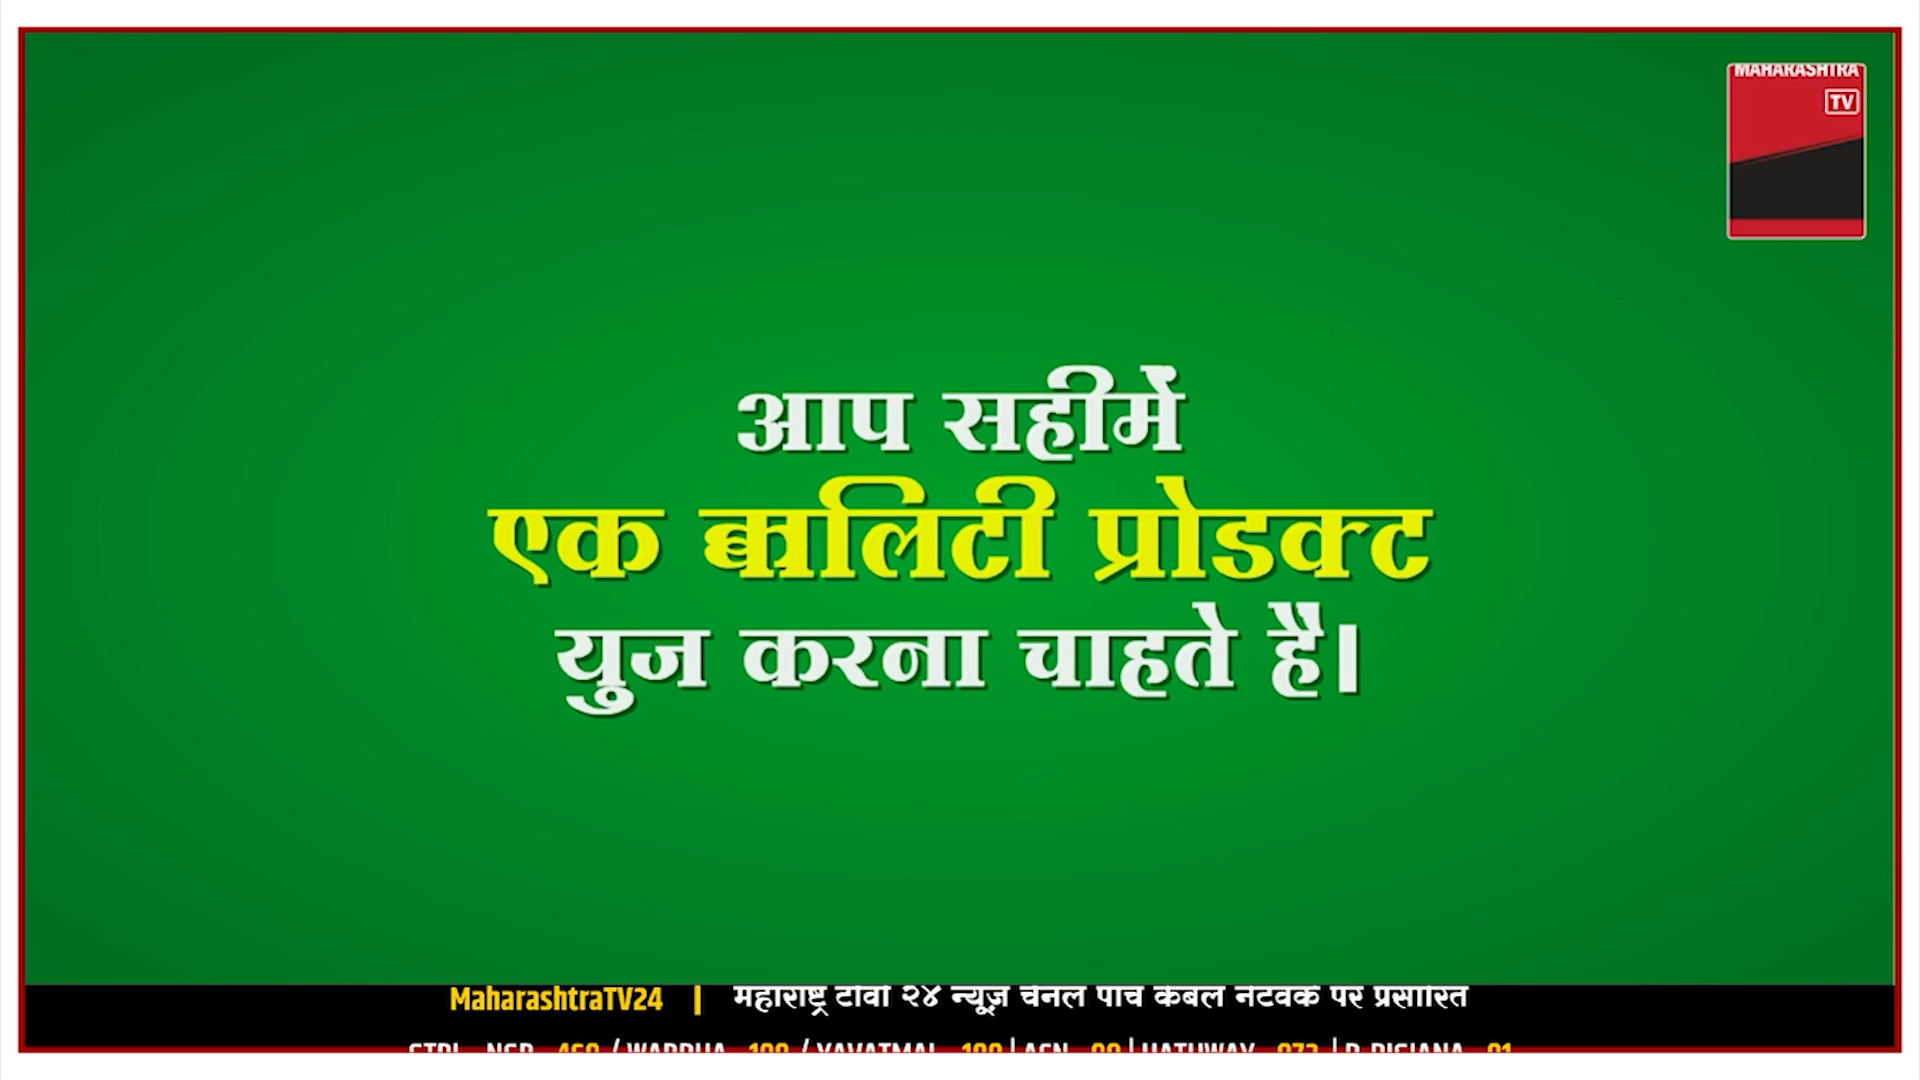 MAHARASHTRA
TV
आप सहीमें
एक क्वालिटी प्रोडक्ट
युज करना चाहते है।
MaharashtraTV24 | महाराष्ट्र टीवी २४ न्यूज़ चैनल पांच केबल नेटवर्क पर प्रसारित